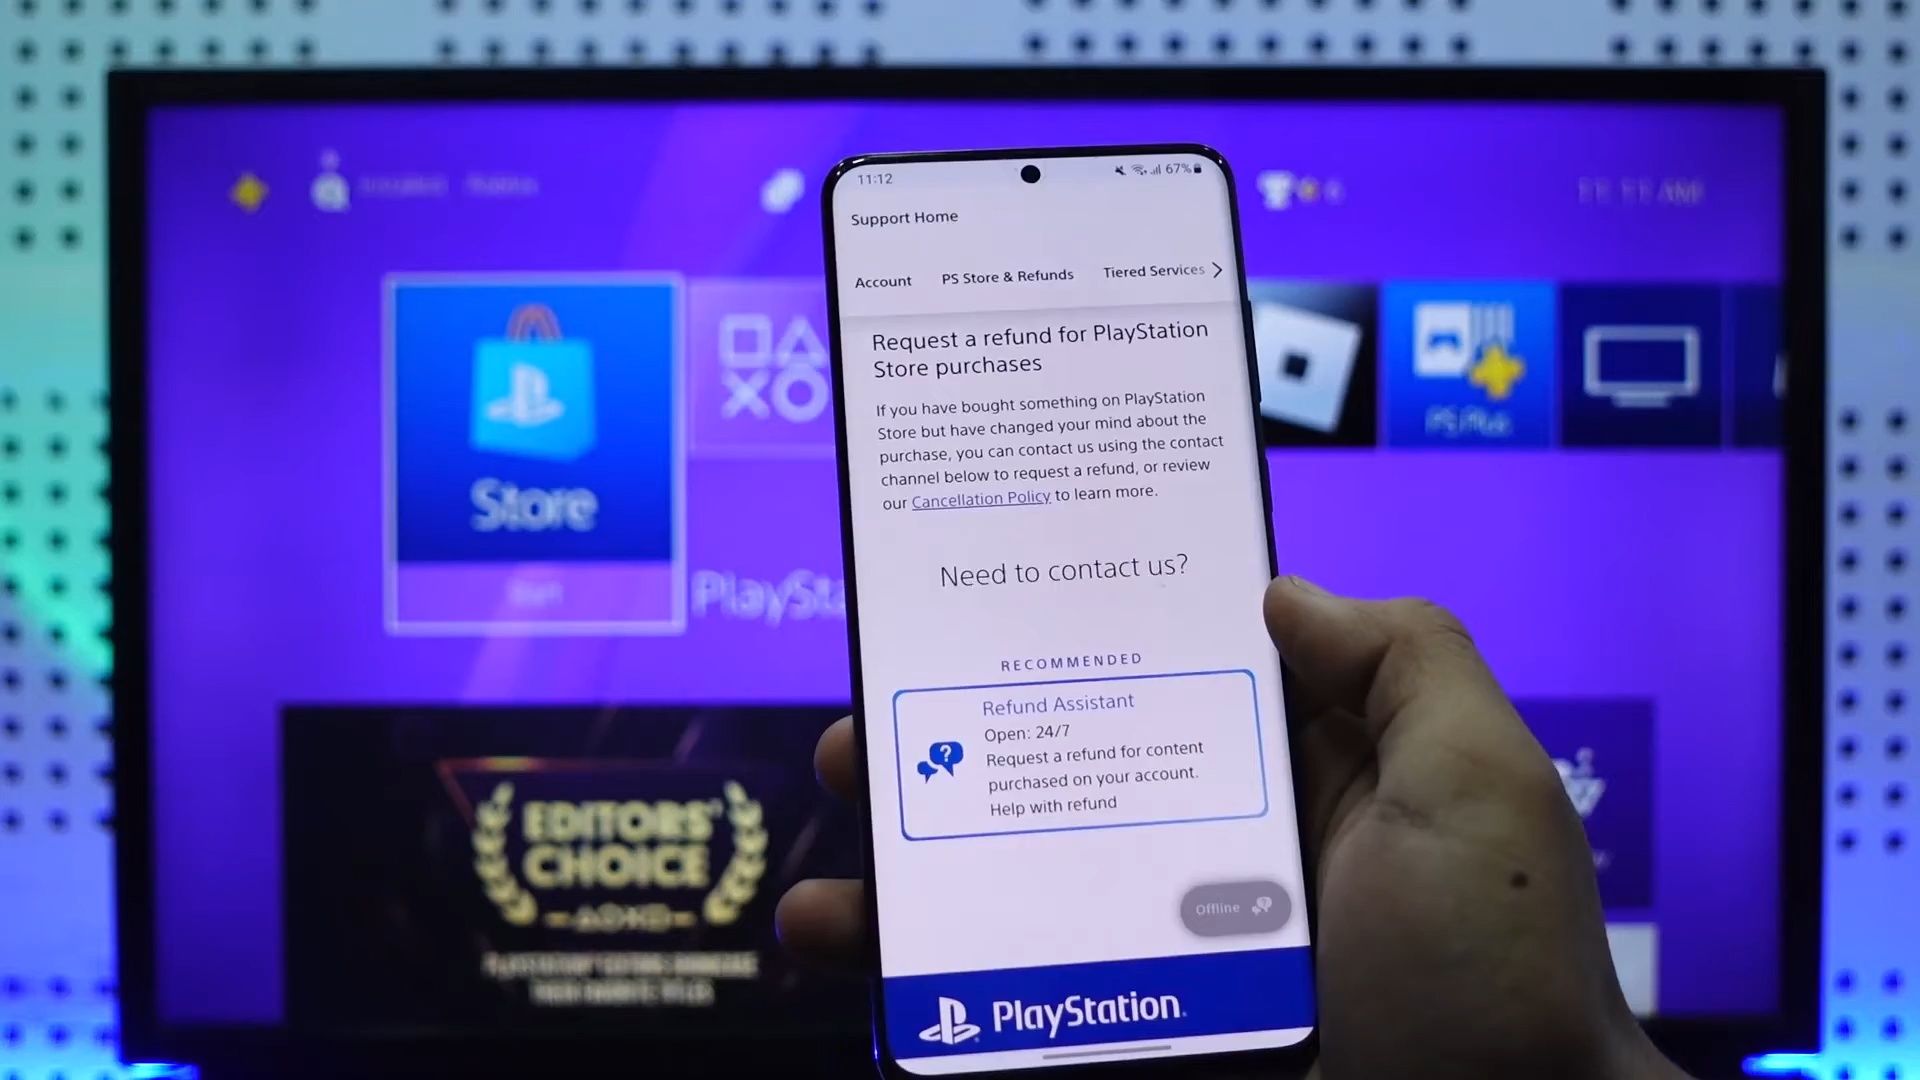 11:12
67%
Support Home
Account
PS Store & Refunds
Tiered Services
Request a refund for PlayStation
Store purchases
If you have bought something on PlayStation
Store but have changed your mind about the
purchase, you can contact us using the contact
channel below to request a refund, or review
our Cancellation Policy to learn more.
Need to contact us?
RECOMMENDED
Refund Assistant
Open: 24/7
Request a refund for content
purchased on your account.
Help with refund
Offline
PlayStation
Store
Start
PlaySta
PS Plus
EDITORS'
CHOICE